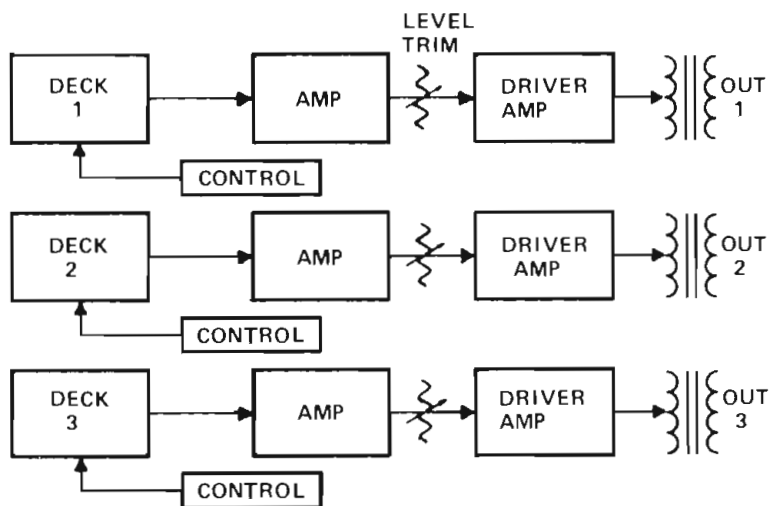 LEVEL
TRIM
DECK
1
AMP
DRIVER
AMP
OUT
1
CONTROL
DECK
2
AMP
DRIVER
AMP
OUT
2
CONTROL
DECK
3
AMP
DRIVER
AMP
OUT
3
CONTROL